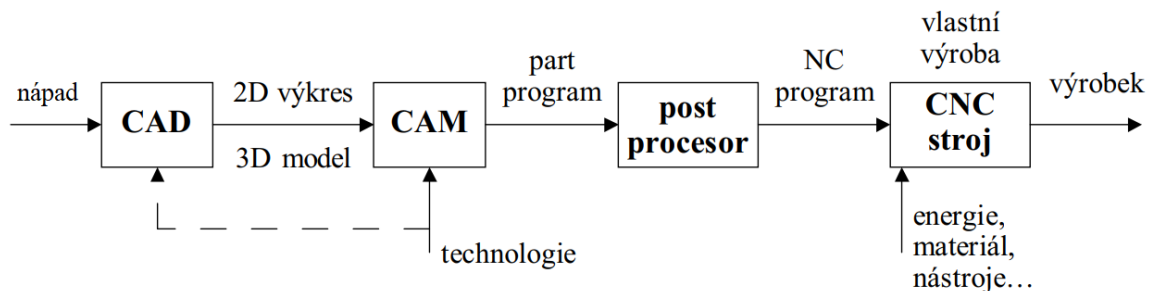 nápad
CAD
2D výkres
3D model
CAM
part
program
post
procesor
NC
program
vlastní
výroba
CNC
stroj
výrobek
technologie
energie,
materiál,
nástroje…